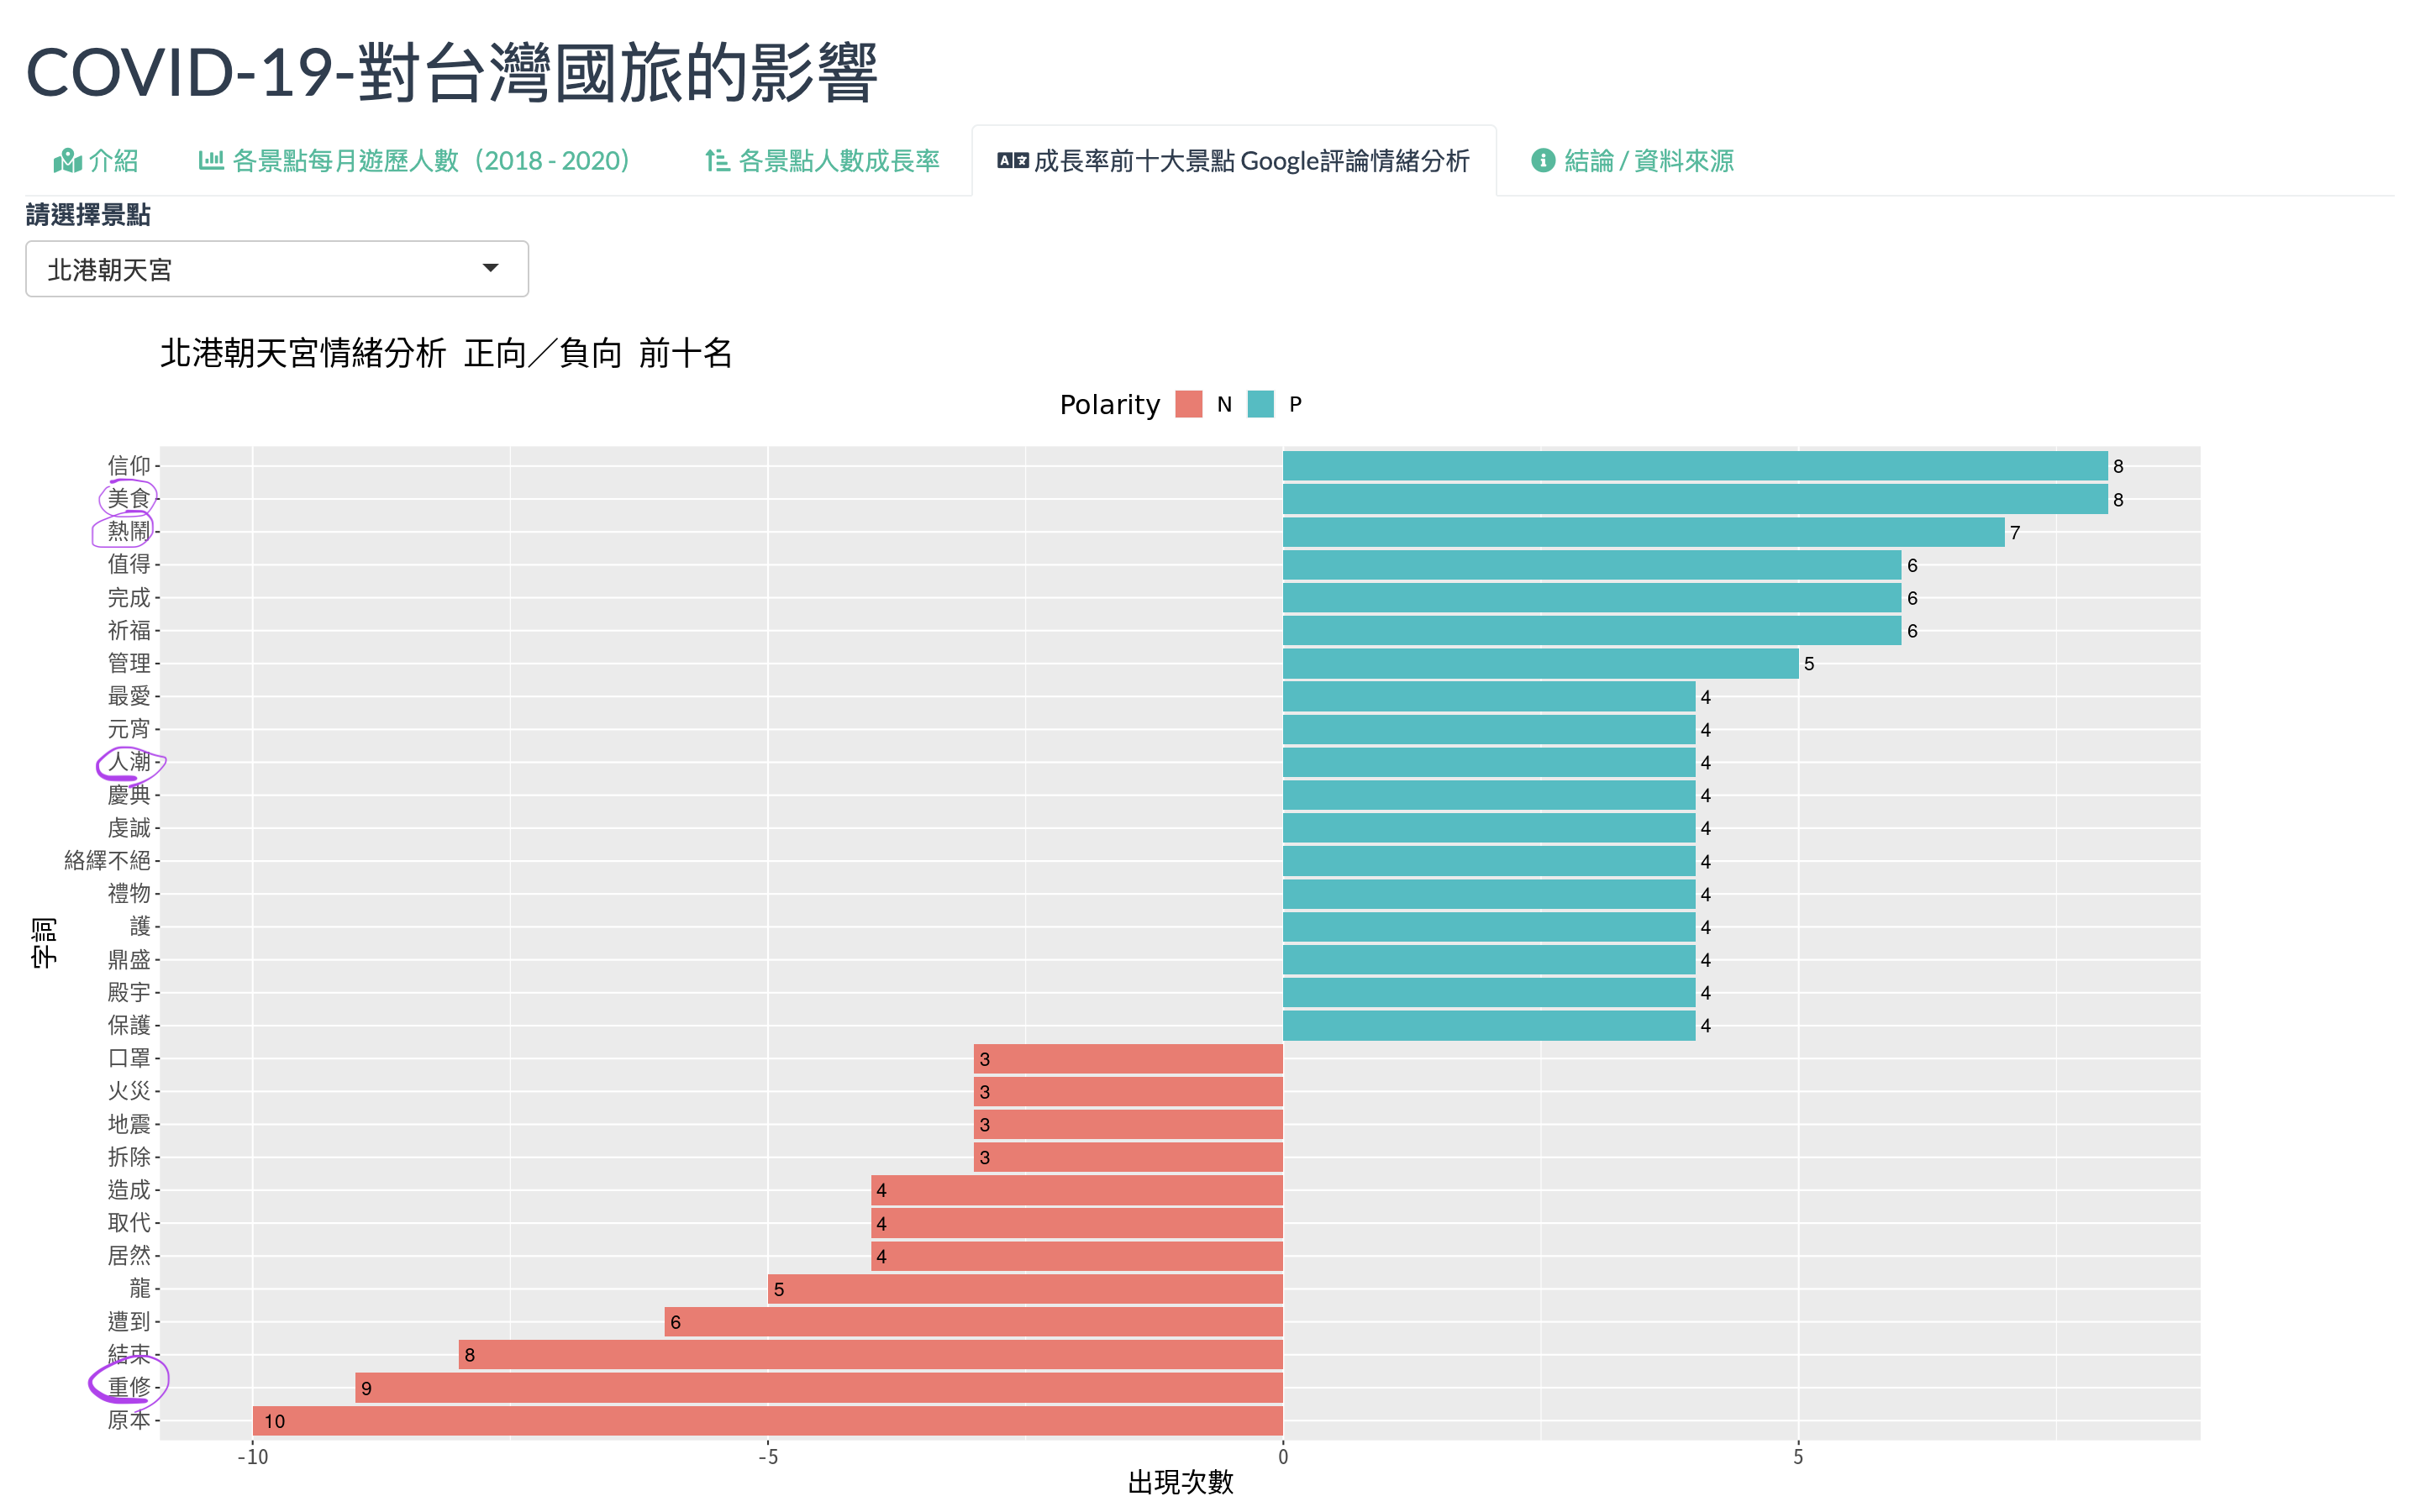 COVID-19-對台灣國旅的影響
介紹 各景點每月遊歷人數（2018 - 2020） 各景點人數成長率 成長率前十大景點 Google評論情緒分析 結論 / 資料來源
請選擇景點
北港朝天宮
北港朝天宮情緒分析 正向／負向 前十名
Polarity N P
信仰 8
美食 8
熱鬧 7
值得 6
完成 6
祈福 6
管理 5
最愛 4
元宵 4
人潮 4
慶典 4
虔誠 4
絡繹不絕 4
禮物 4
護 4
鼎盛 4
殿宇 4
保護 4
口罩 3
火災 3
地震 3
拆除 3
造成 4
取代 4
居然 4
龍 5
遭到 6
結束 8
重修 9
原本 10
字詞
-10 -5 0 5
出現次數